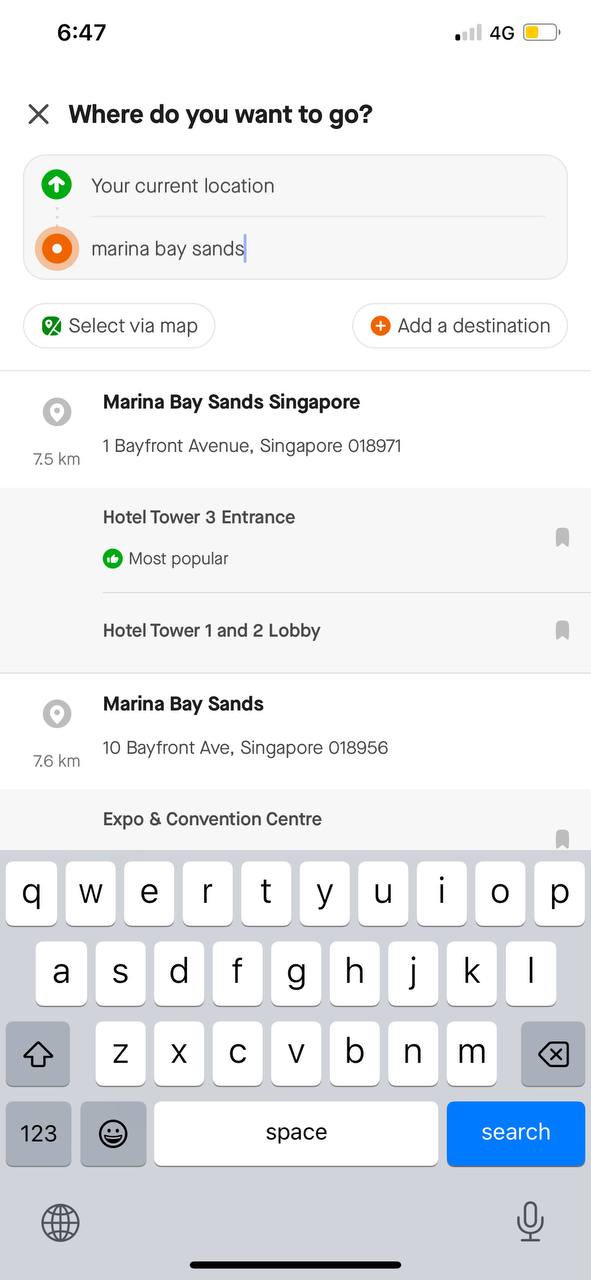 6:47
4G
Where do you want to go?
Your current location
marina bay sands
Select via map
Add a destination
Marina Bay Sands Singapore
1 Bayfront Avenue, Singapore 018971
7.5 km
Hotel Tower 3 Entrance
Most popular
Hotel Tower 1 and 2 Lobby
Marina Bay Sands
10 Bayfront Ave, Singapore 018956
7.6 km
Expo & Convention Centre
q w e r t y u i o p
a s d f g h j k l
z x c v b n m
123 space search